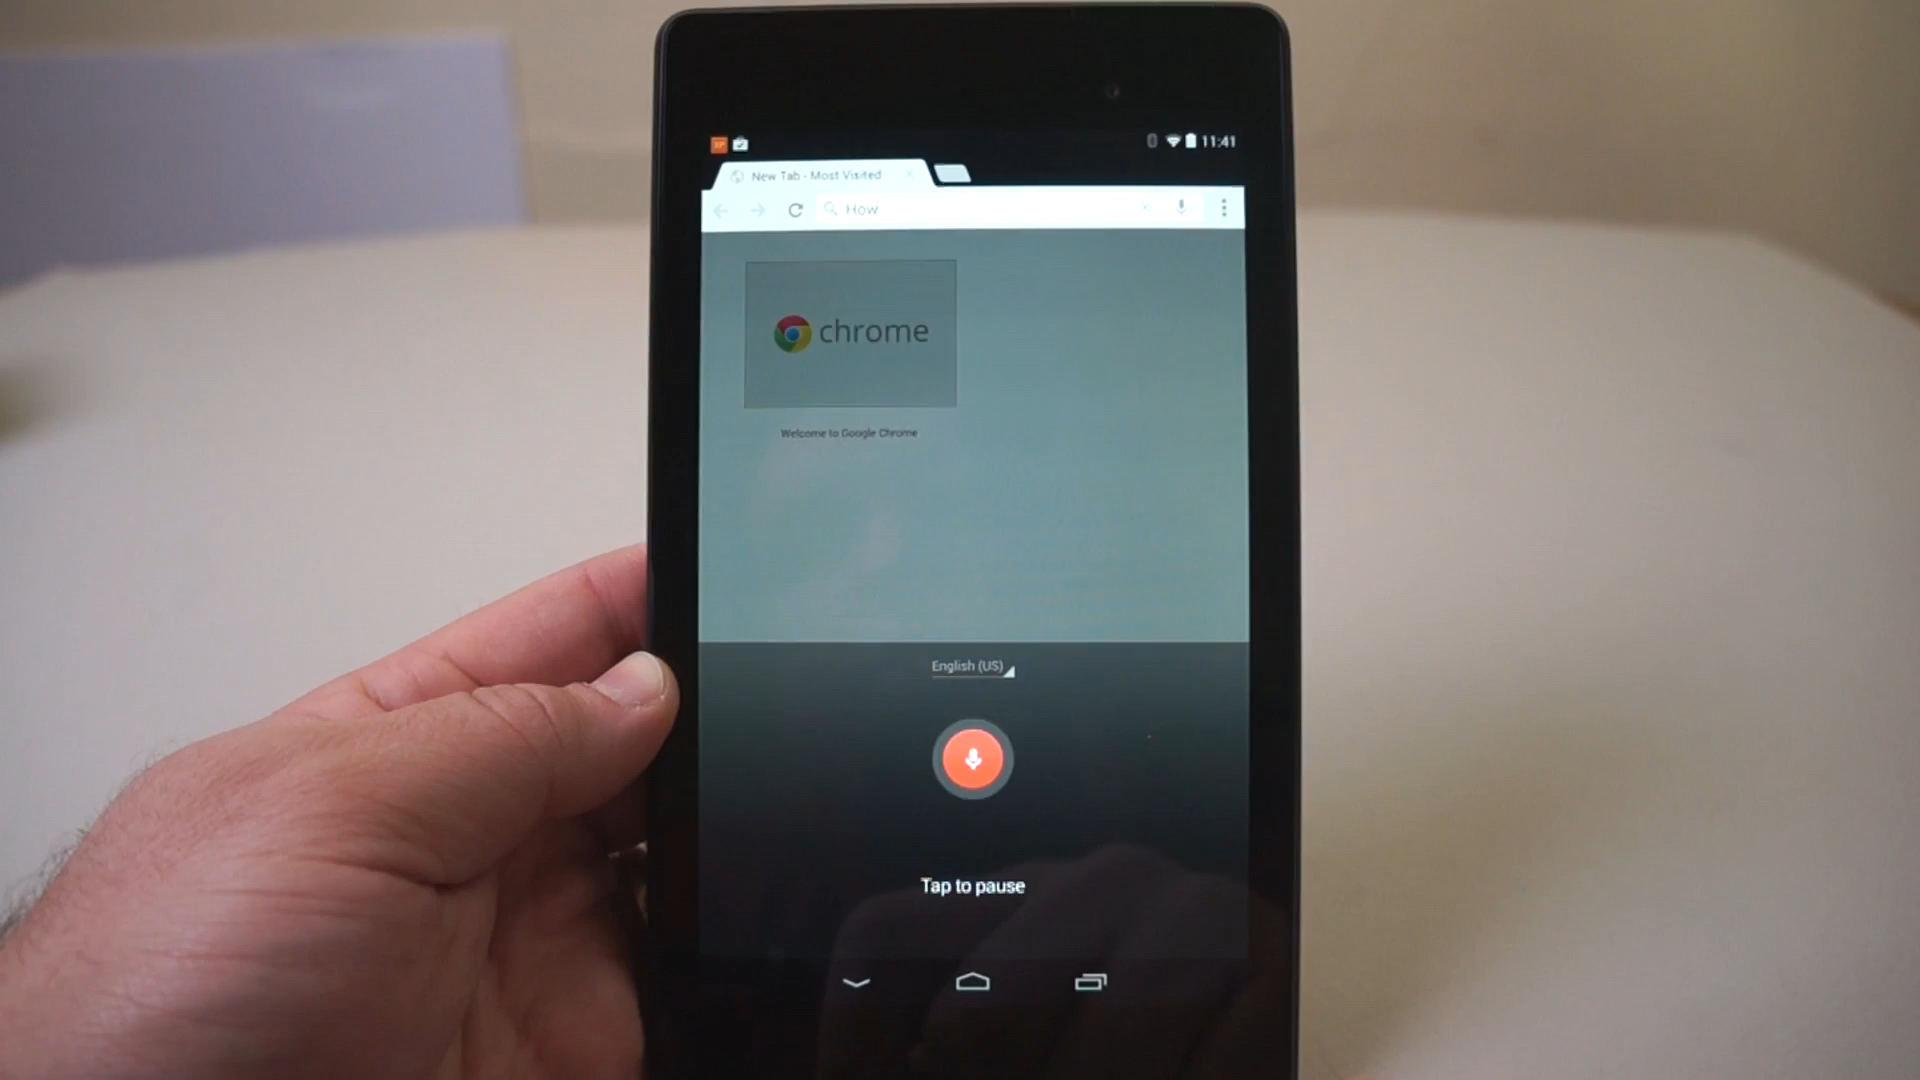 11:41
New Tab - Most Visited
How
chrome
Welcome to Google Chrome
English (US)
Tap to pause